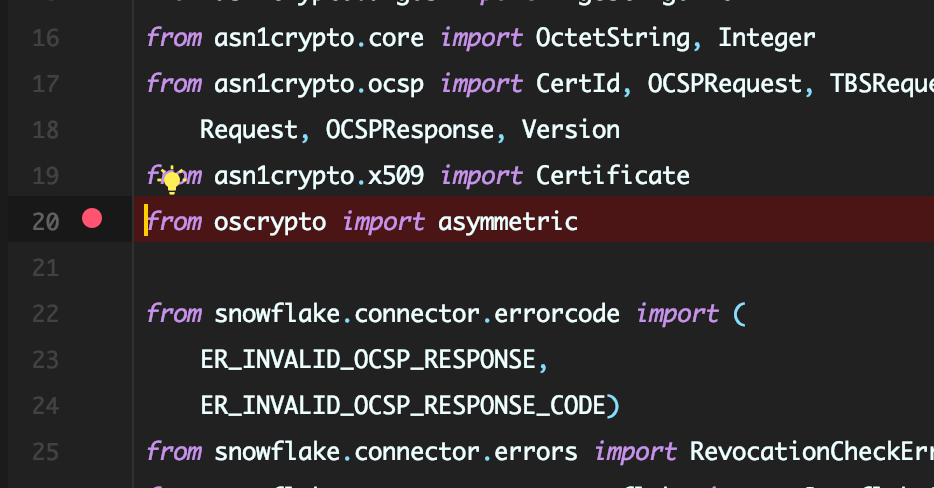 16 from asn1crypto.core import OctetString, Integer
17 from asn1crypto.ocsp import CertId, OCSPRequest,
18 Request, OCSPResponse, Version
19 from asn1crypto.x509 import Certificate
20 from oscrypto import asymmetric
21
22 from snowflake.connector.errorcode import (
23 ER_INVALID_OCSP_RESPONSE,
24 ER_INVALID_OCSP_RESPONSE_CODE)
25 from snowflake.connector.errors import